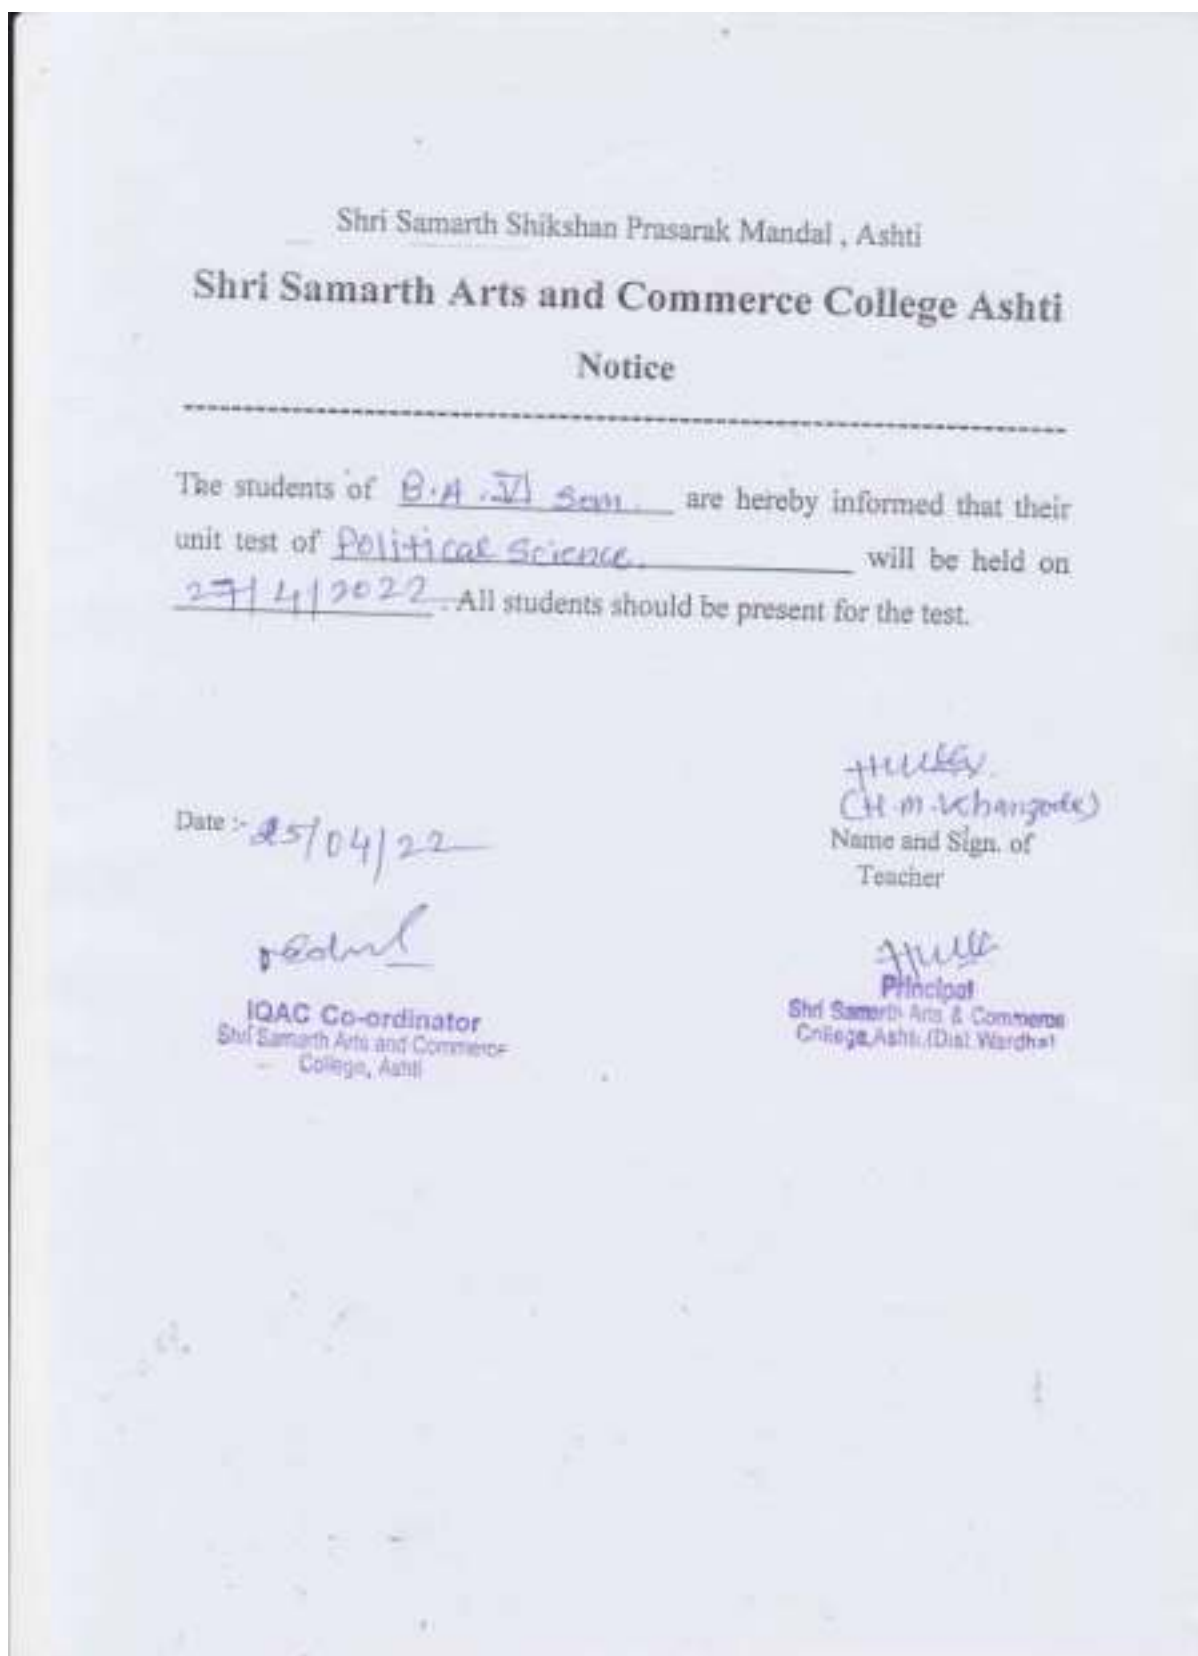 Shri Samarth Shikshan Prasarak Mandal , Ashti
Shri Samarth Arts and Commerce College Ashti
Notice
The students of B.A. VI Sem. are hereby informed that their
unit test of Political Science. will be held on
27/4/2022. All students should be present for the test.
(H.M.
Date :- 25/04/22
Name and Sign. of
Teacher
IQAC Co-ordinator
Shri Samarth Arts and Commerce
College, Ashti
Principal
Shri Samarth Arts & Commerce
College, Ashti. (Dist. Wardha)